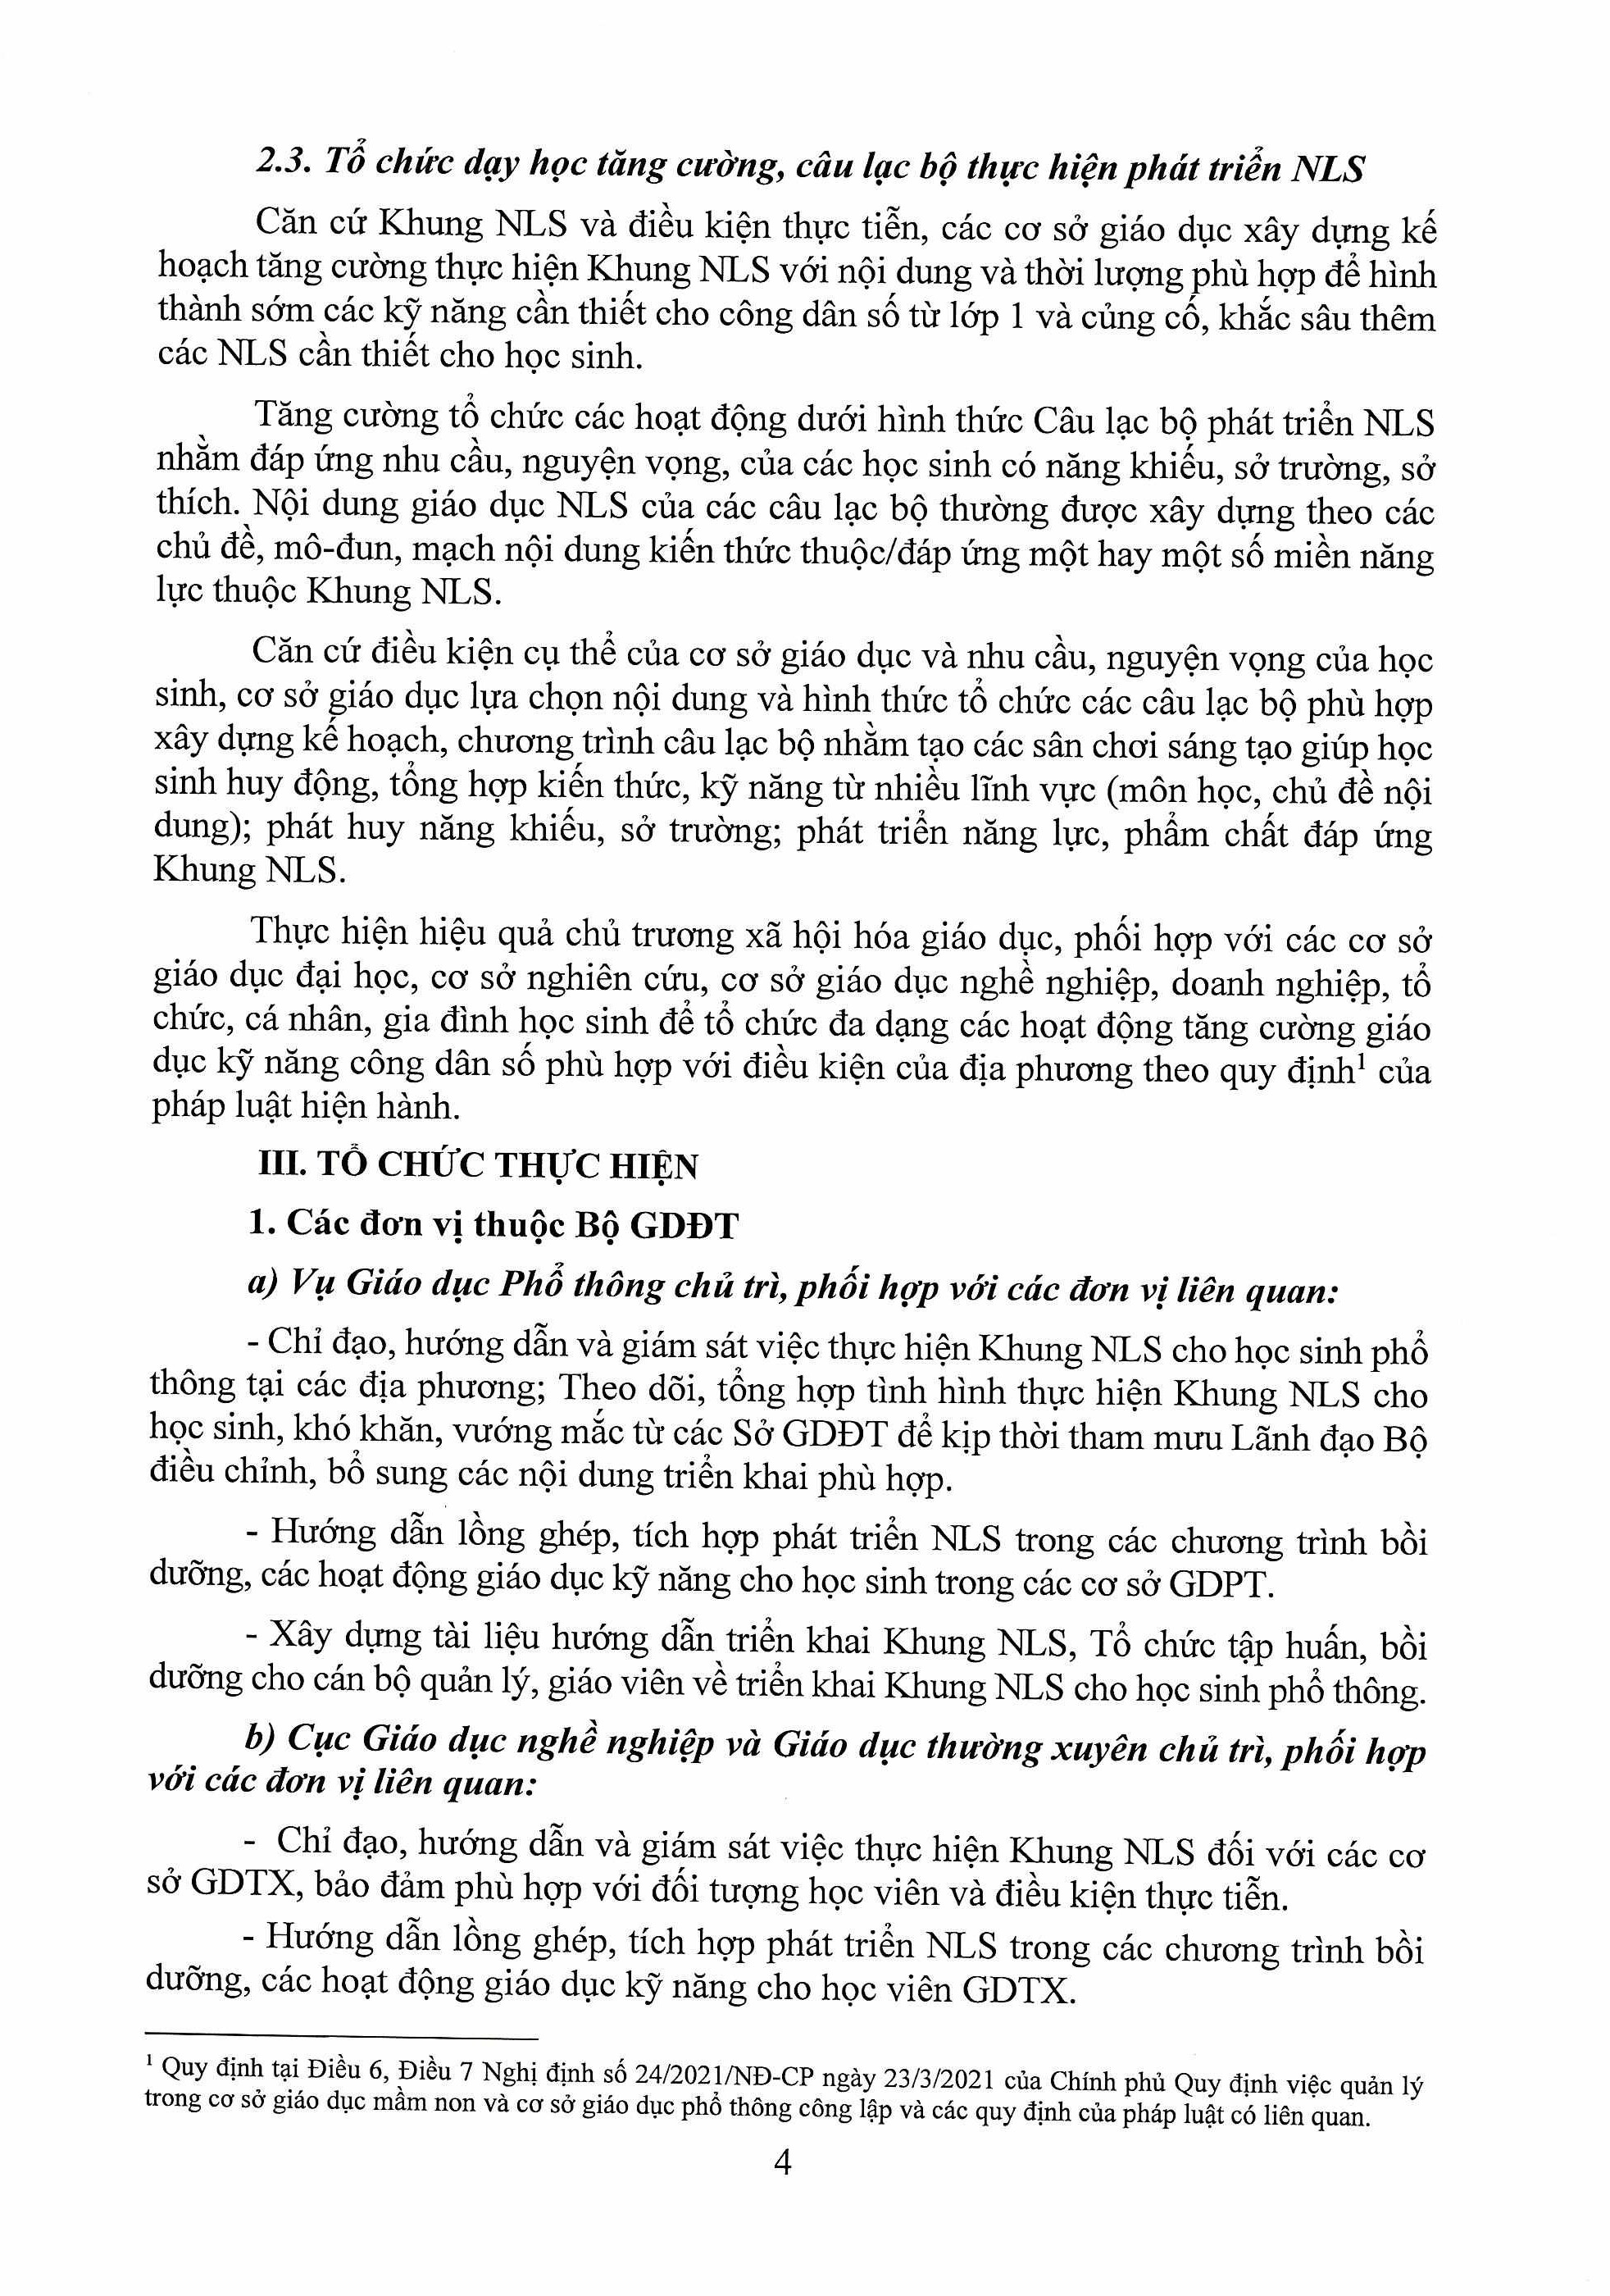 2.3. Tổ chức dạy học tăng cường, câu lạc bộ thực hiện phát triển NLS
Căn cứ Khung NLS và điều kiện thực tiễn, các cơ sở giáo dục xây dựng kế
hoạch tăng cường thực hiện Khung NLS với nội dung và thời lượng phù hợp để hình
thành sớm các kỹ năng cần thiết cho công dân số từ lớp 1 và củng cố, khắc sâu thêm
các NLS cần thiết cho học sinh.
Tăng cường tổ chức các hoạt động dưới hình thức Câu lạc bộ phát triển NLS
nhằm đáp ứng nhu cầu, nguyện vọng, của các học sinh có năng khiếu, sở trường, sở
thích. Nội dung giáo dục NLS của các câu lạc bộ thường được xây dựng theo các
chủ đề, mô-đun, mạch nội dung kiến thức thuộc/đáp ứng một hay một số miền năng
lực thuộc Khung NLS.
Căn cứ điều kiện cụ thể của cơ sở giáo dục và nhu cầu, nguyện vọng của học
sinh, cơ sở giáo dục lựa chọn nội dung và hình thức tổ chức các câu lạc bộ phù hợp
xây dựng kế hoạch, chương trình câu lạc bộ nhằm tạo các sân chơi sáng tạo giúp học
sinh huy động, tổng hợp kiến thức, kỹ năng từ nhiều lĩnh vực (môn học, chủ đề nội
dung); phát huy năng khiếu, sở trường; phát triển năng lực, phẩm chất đáp ứng
Khung NLS.
Thực hiện hiệu quả chủ trương xã hội hóa giáo dục, phối hợp với các cơ sở
giáo dục đại học, cơ sở nghiên cứu, cơ sở giáo dục nghề nghiệp, doanh nghiệp, tổ
chức, cá nhân, gia đình học sinh để tổ chức đa dạng các hoạt động tăng cường giáo
dục kỹ năng công dân số phù hợp với điều kiện của địa phương theo quy định¹ của
pháp luật hiện hành.
III. TỔ CHỨC THỰC HIỆN
1. Các đơn vị thuộc Bộ GDĐT
a) Vụ Giáo dục Phổ thông chủ trì, phối hợp với các đơn vị liên quan:
- Chỉ đạo, hướng dẫn và giám sát việc thực hiện Khung NLS cho học sinh phổ
thông tại các địa phương; Theo dõi, tổng hợp tình hình thực hiện Khung NLS cho
học sinh, khó khăn, vướng mắc từ các Sở GDĐT để kịp thời tham mưu Lãnh đạo Bộ
điều chỉnh, bổ sung các nội dung triển khai phù hợp.
- Hướng dẫn lồng ghép, tích hợp phát triển NLS trong các chương trình bồi
dưỡng, các hoạt động giáo dục kỹ năng cho học sinh trong các cơ sở GDPT.
- Xây dựng tài liệu hướng dẫn triển khai Khung NLS, Tổ chức tập huấn, bồi
dưỡng cho cán bộ quản lý, giáo viên về triển khai Khung NLS cho học sinh phổ thông.
b) Cục Giáo dục nghề nghiệp và Giáo dục thường xuyên chủ trì, phối hợp
với các đơn vị liên quan:
- Chỉ đạo, hướng dẫn và giám sát việc thực hiện Khung NLS đối với các cơ
sở GDTX, bảo đảm phù hợp với đối tượng học viên và điều kiện thực tiễn.
- Hướng dẫn lồng ghép, tích hợp phát triển NLS trong các chương trình bồi
dưỡng, các hoạt động giáo dục kỹ năng cho học viên GDTX.
¹ Quy định tại Điều 6, Điều 7 Nghị định số 24/2021/NĐ-CP ngày 23/3/2021 của Chính phủ Quy định việc quản lý
trong cơ sở giáo dục mầm non và cơ sở giáo dục phổ thông công lập và các quy định của pháp luật có liên quan.
4